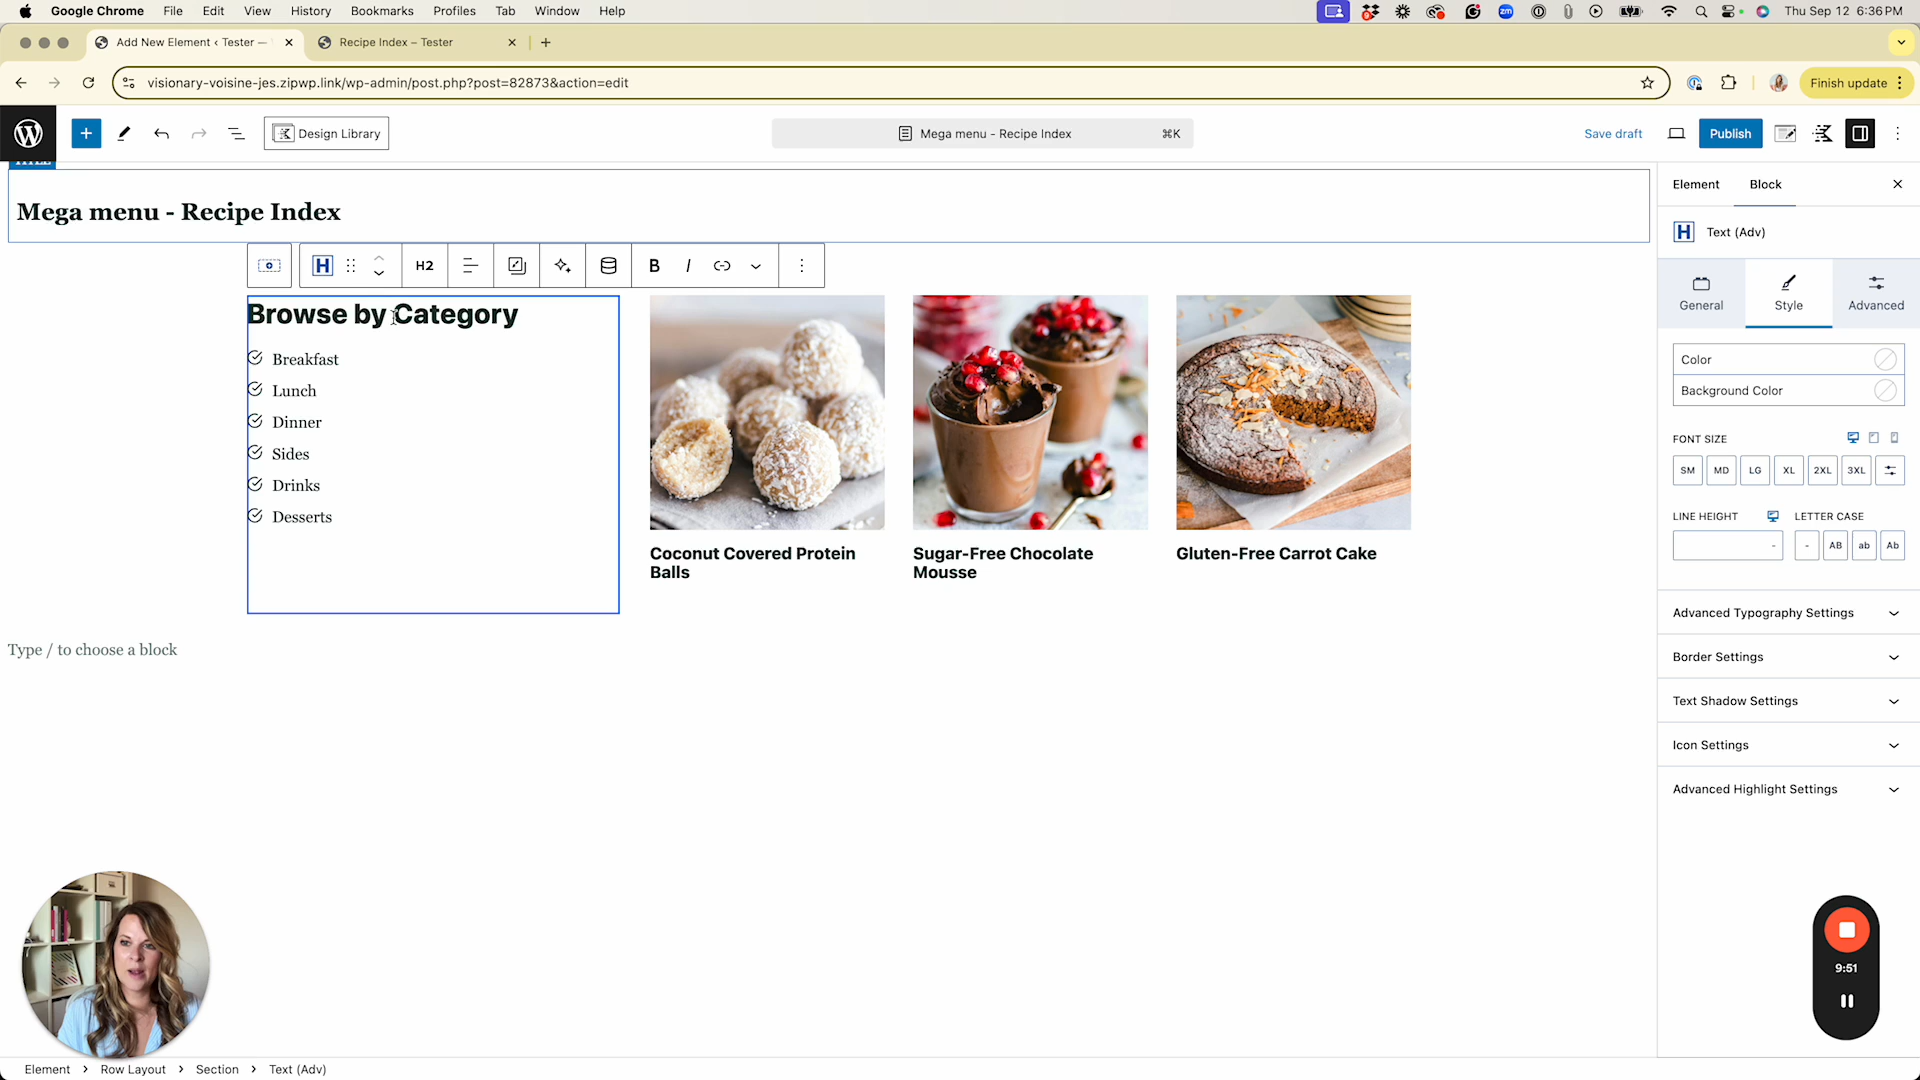 Google Chrome File Edit View History Bookmarks Profiles Tab Window Help
zm
Thu Sep 12 6:36 PM
Add New Element ‹ Tester —
Recipe Index – Tester
visionary-voisine-jes.zipwp.link/wp-admin/post.php?post=82873&action=edit
Finish update
Design Library
Mega menu - Recipe Index
⌘K
Save draft
Publish
TITLE
Mega menu - Recipe Index
H H2 B I
Browse by Category
Breakfast
Lunch
Dinner
Sides
Drinks
Desserts
Coconut Covered Protein
Balls
Sugar-Free Chocolate
Mousse
Gluten-Free Carrot Cake
Type / to choose a block
Element Block
H Text (Adv)
General Style Advanced
Color
Background Color
FONT SIZE
SM MD LG XL 2XL 3XL
LINE HEIGHT LETTER CASE
- - AB ab Ab
Advanced Typography Settings
Border Settings
Text Shadow Settings
Icon Settings
Advanced Highlight Settings
9:51
Element › Row Layout › Section › Text (Adv)